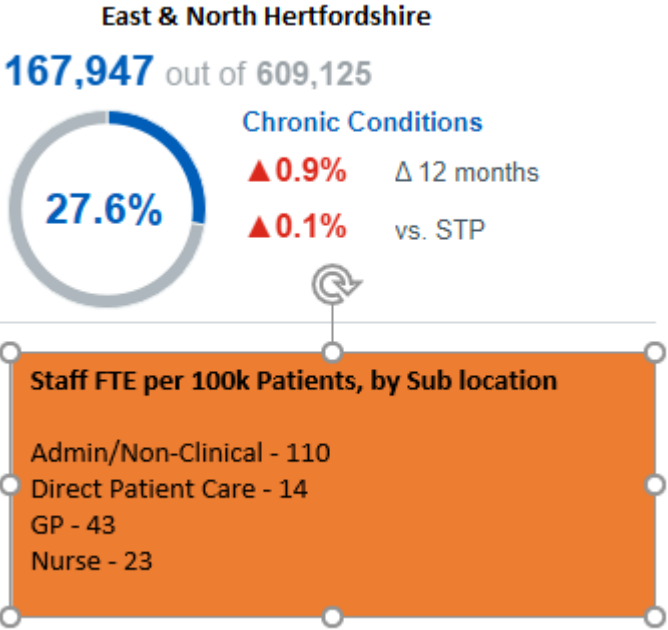 East & North Hertfordshire
167,947 out of 609,125
27.6%
Chronic Conditions
▲0.9% Δ 12 months
▲0.1% vs. STP
Staff FTE per 100k Patients, by Sub location
Admin/Non-Clinical - 110
Direct Patient Care - 14
GP - 43
Nurse - 23